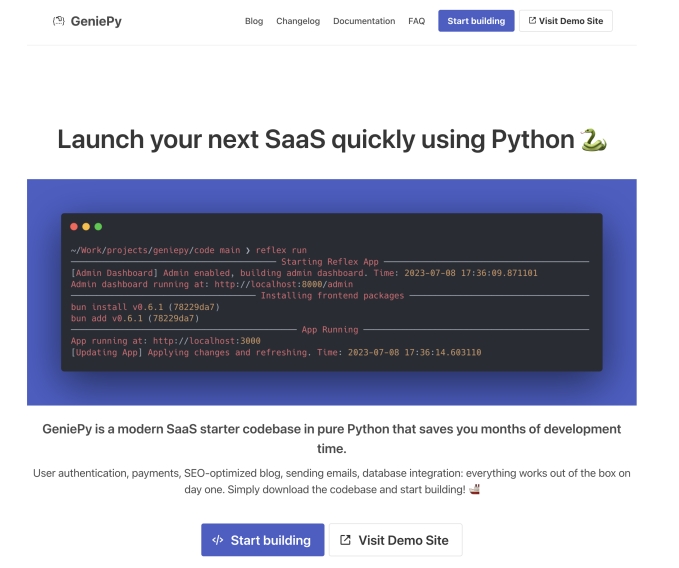 GeniePy
Blog Changelog Documentation FAQ Start building Visit Demo Site
Launch your next SaaS quickly using Python 🐍
~/Work/projects/geniepy/code main ❯ reflex run
Starting Reflex App
[Admin Dashboard] Admin enabled, building admin dashboard. Time: 2023-07-08 17:36:09.871101
Admin dashboard running at: http://localhost:8000/admin
Installing frontend packages
bun install v0.6.1 (78229da7)
bun add v0.6.1 (78229da7)
App Running
App running at: http://localhost:3000
[Updating App] Applying changes and refreshing. Time: 2023-07-08 17:36:14.603110
GeniePy is a modern SaaS starter codebase in pure Python that saves you months of development
time.
User authentication, payments, SEO-optimized blog, sending emails, database integration: everything works out of the box on
day one. Simply download the codebase and start building! 🚢
</> Start building Visit Demo Site